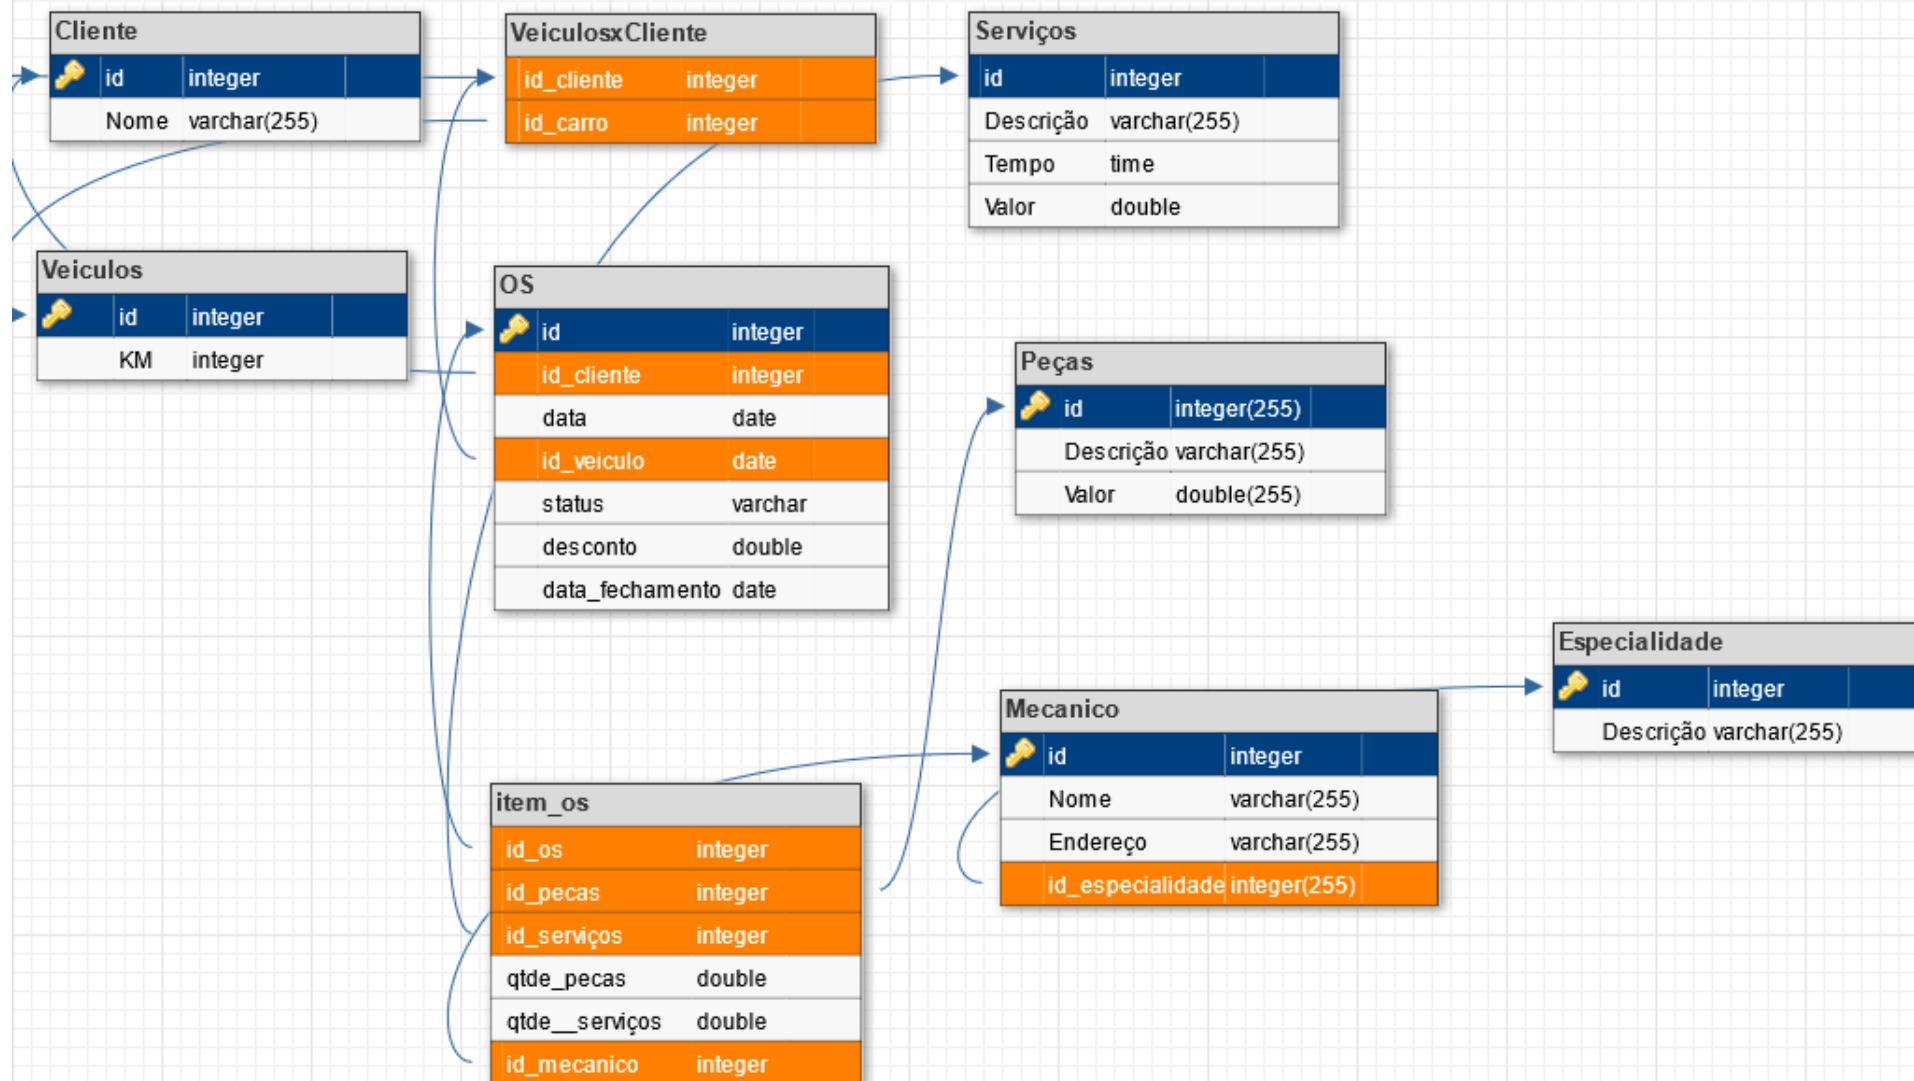 Cliente
id integer
Nome varchar(255)
VeiculosxCliente
id_cliente integer
id_carro integer
Serviços
id integer
Descrição varchar(255)
Tempo time
Valor double
Veiculos
id integer
KM integer
OS
id integer
id_cliente integer
data date
id_veiculo date
status varchar
desconto double
data_fechamento date
Peças
id integer(255)
Descrição varchar(255)
Valor double(255)
Especialidade
id integer
Descrição varchar(255)
Mecanico
id integer
Nome varchar(255)
Endereço varchar(255)
id_especialidade integer(255)
item_os
id_os integer
id_pecas integer
id_serviços integer
qtde_pecas double
qtde__serviços double
id_mecanico integer